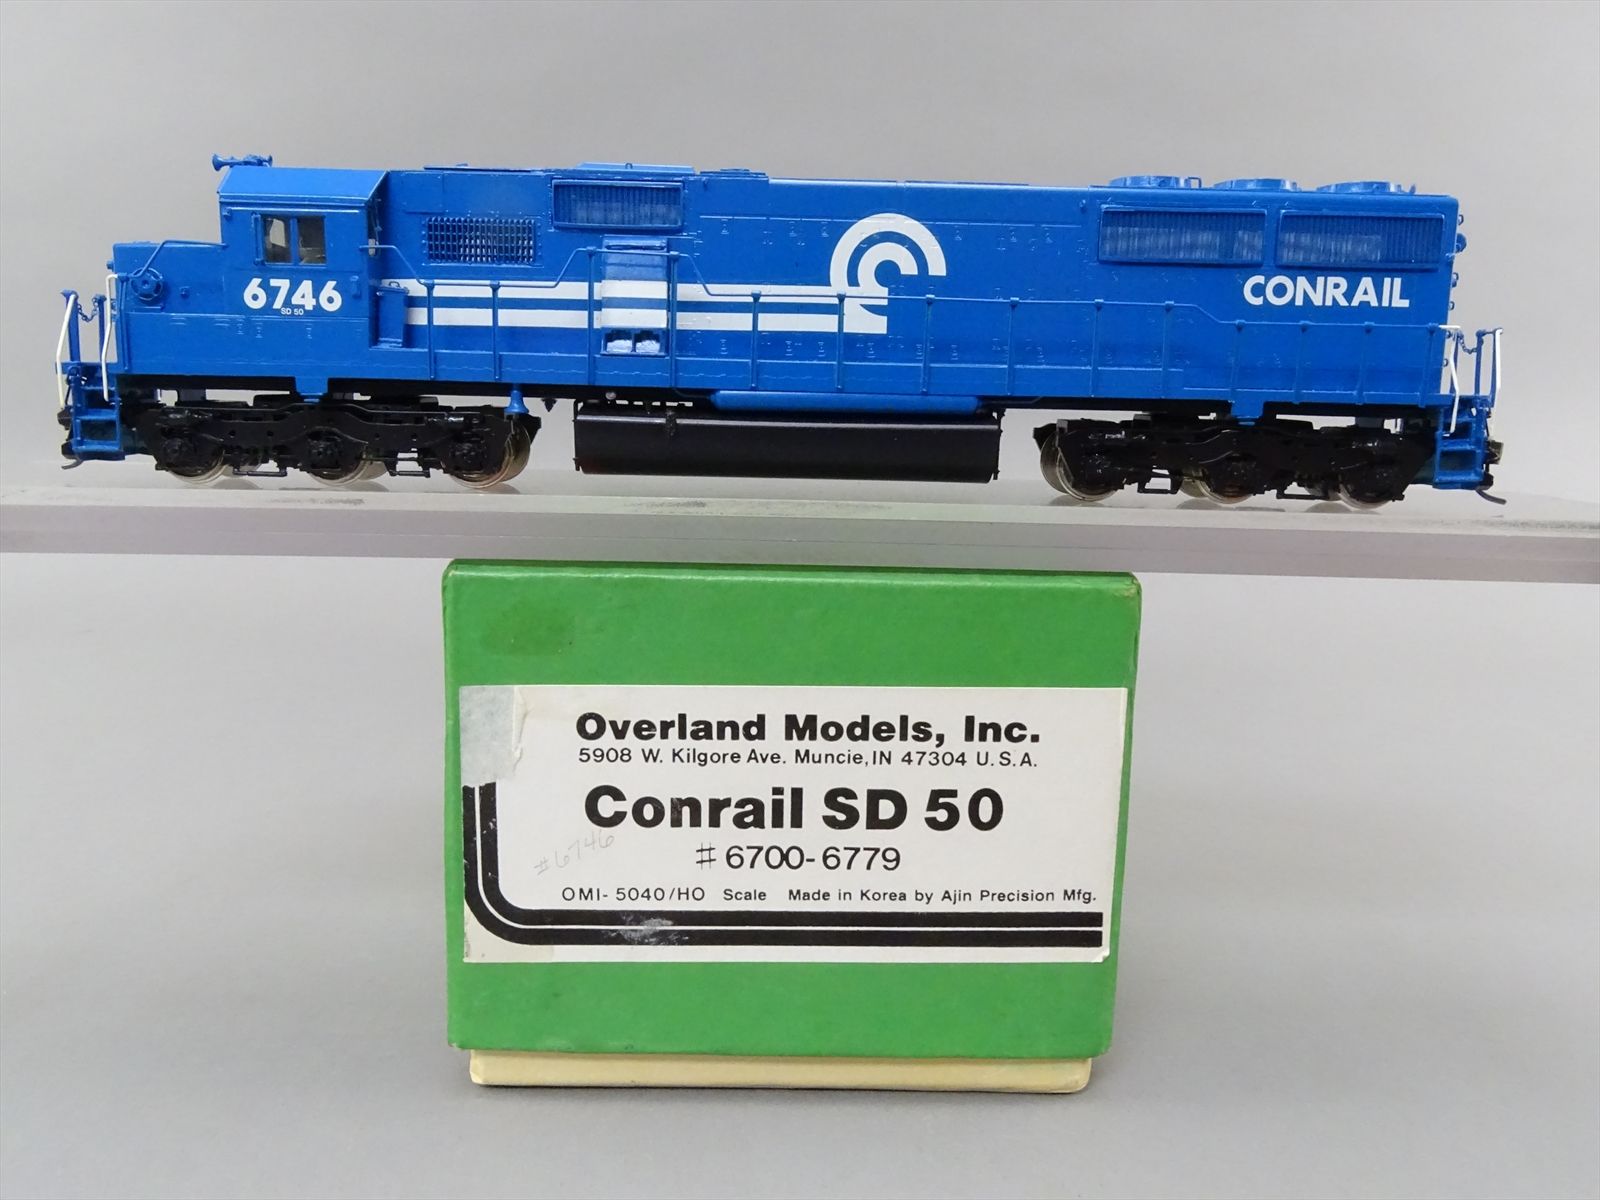 6746
SD 50
CONRAIL
Overland Models, Inc.
5908 W. Kilgore Ave. Muncie, IN 47304 U.S.A.
Conrail SD 50
#6746
# 6700-6779
OMI- 5040/HO Scale Made in Korea by Ajin Precision Mfg.